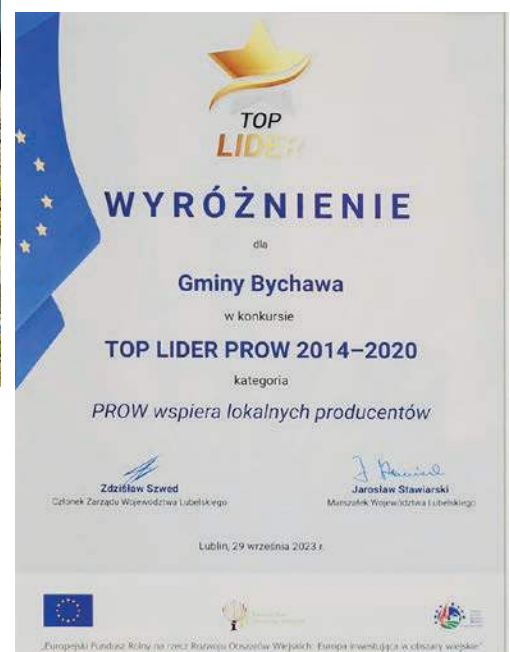 TOP
LIDER
WYRÓŻNIENIE
dla
Gminy Bychawa
w konkursie
TOP LIDER PROW 2014–2020
kategoria
PROW wspiera lokalnych producentów
Zdzisław Szwed
Jarosław Stawiarski
Członek Zarządu Województwa Lubelskiego
Marszałek Województwa Lubelskiego
Lublin, 29 września 2023 r.
„Europejski Fundusz Rolny na rzecz Rozwoju Obszarów Wiejskich: Europa inwestująca w obszary wiejskie”